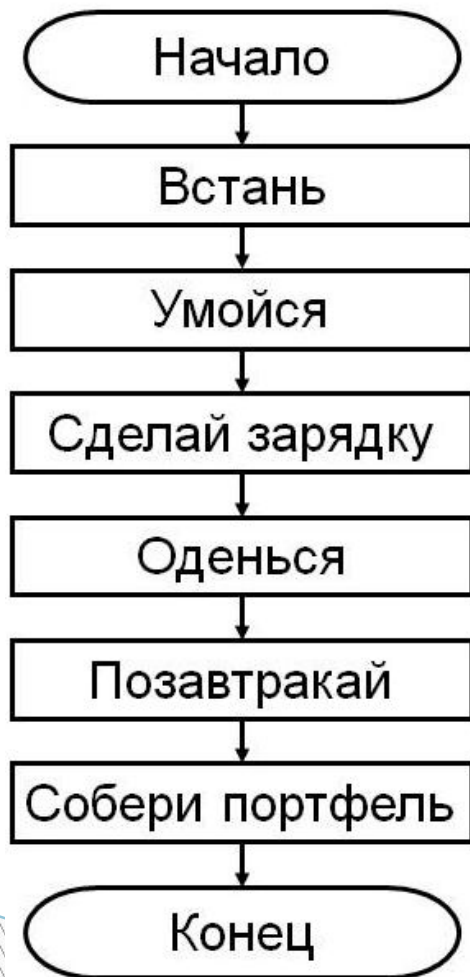 Начало
Встань
Умойся
Сделай зарядку
Оденься
Позавтракай
Собери портфель
Конец